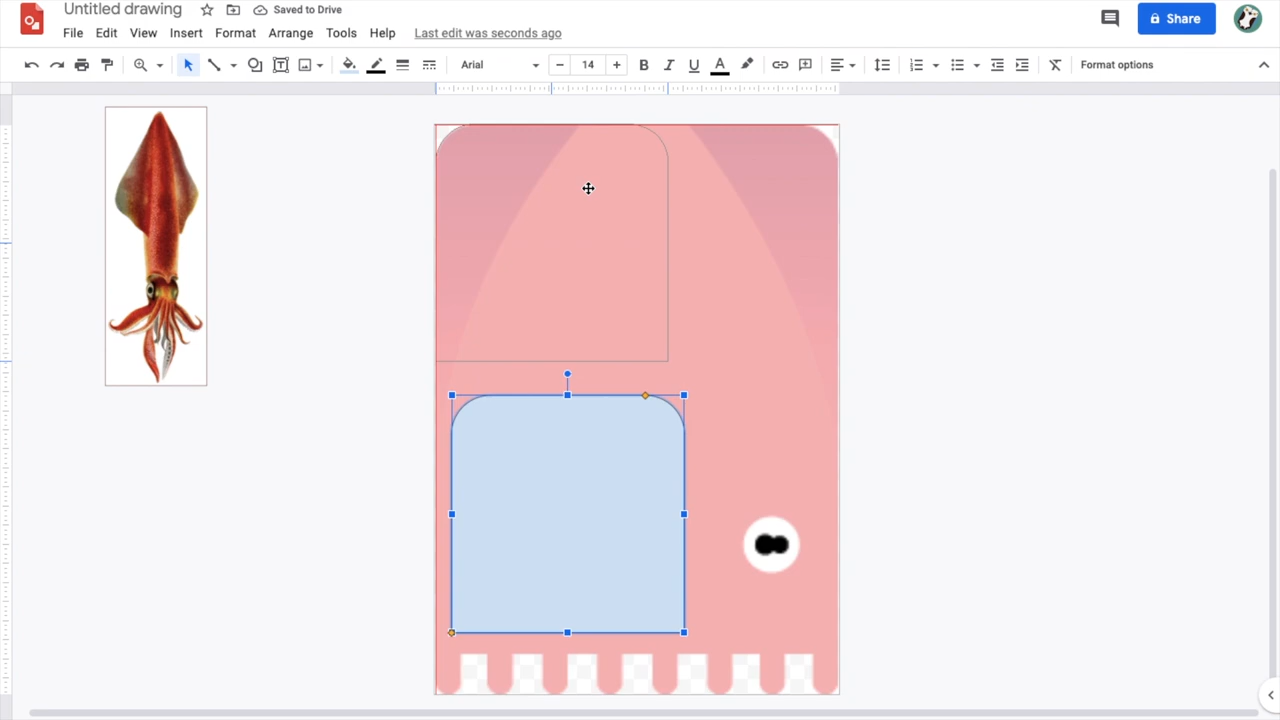 Untitled drawing
Saved to Drive
File Edit View Insert Format Arrange Tools Help Last edit was seconds ago
Share
Arial 14 B I U A Format options